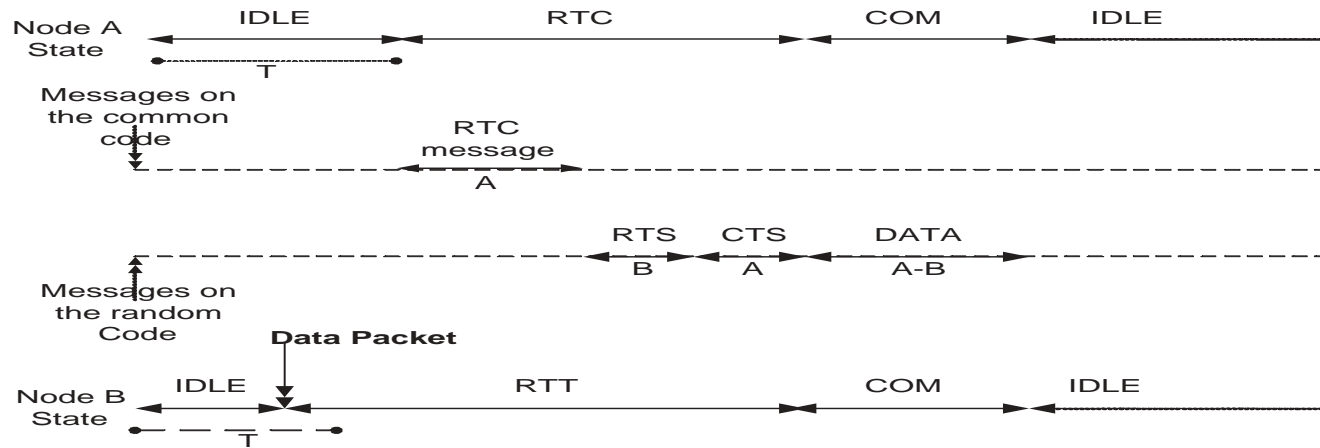 IDLE RTC COM IDLE
Node A
State
T
Messages on
the common
code
RTC
message
A
RTS CTS DATA
B A A-B
Messages on
the random
Code
Data Packet
IDLE RTT COM IDLE
Node B
State
T